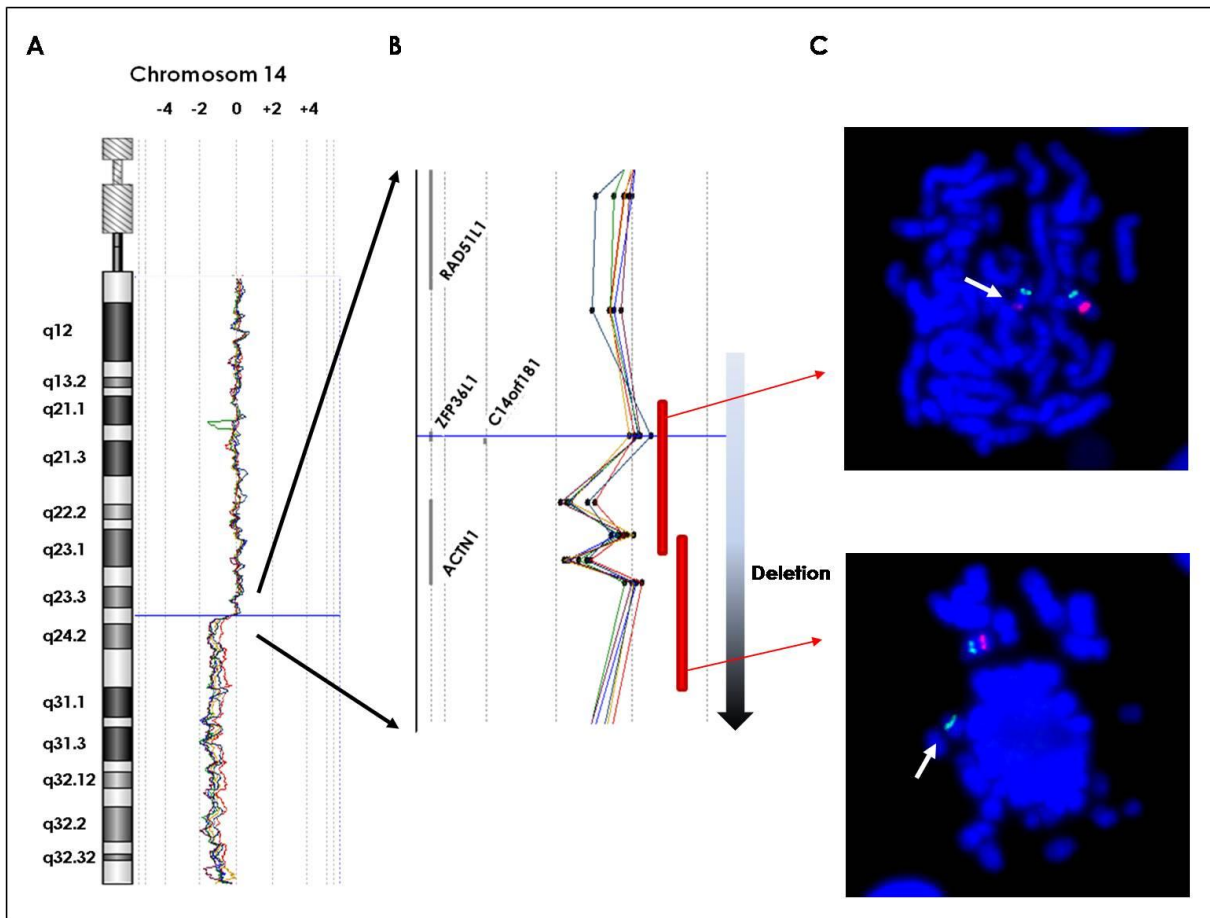 A
Chromosom 14
-4 -2 0 +2 +4
q12
q13.2
q21.1
q21.3
q22.2
q23.1
q23.3
q24.2
q31.1
q31.3
q32.12
q32.2
q32.32
B
RAD51L1
ZFP36L1
C14orf181
ACTN1
Deletion
C